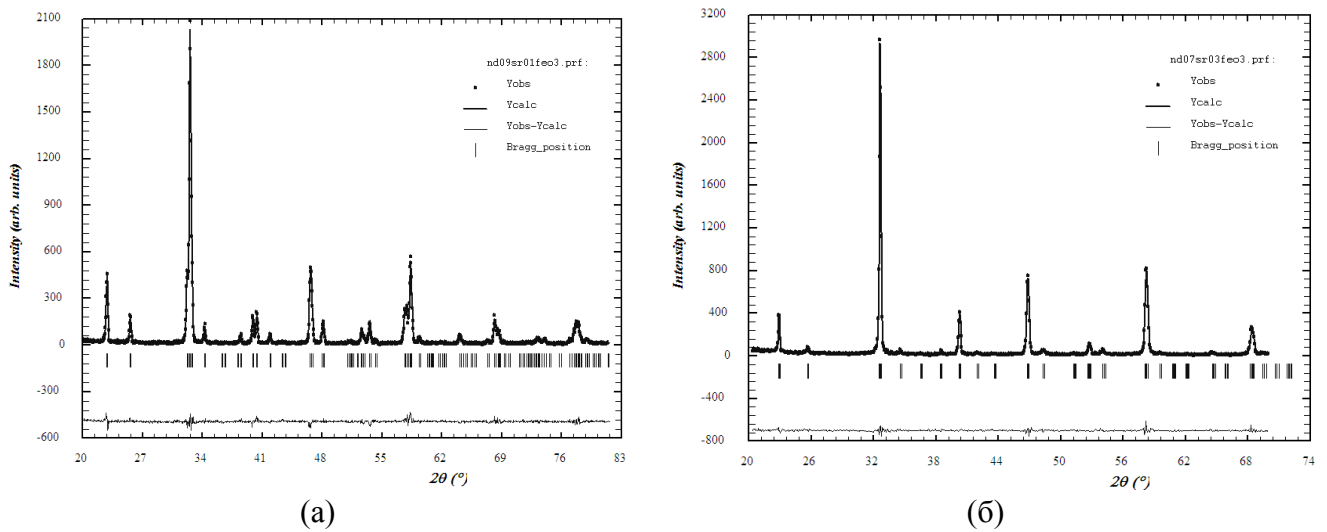 2100
1800
1500
1200
900
600
300
0
-300
-600
Intensity (arb. units)
20 27 34 41 48 55 62 69 76 83
2θ (°)
nd09sr01feo3.prf:
Yobs
Ycalc
Yobs-Ycalc
Bragg_position
(а)
3200
2800
2400
2000
1600
1200
800
400
0
-400
-800
Intensity (arb. units)
20 26 32 38 44 50 56 62 68 74
2θ (°)
nd07sr03feo3.prf:
Yobs
Ycalc
Yobs-Ycalc
Bragg_position
(б)